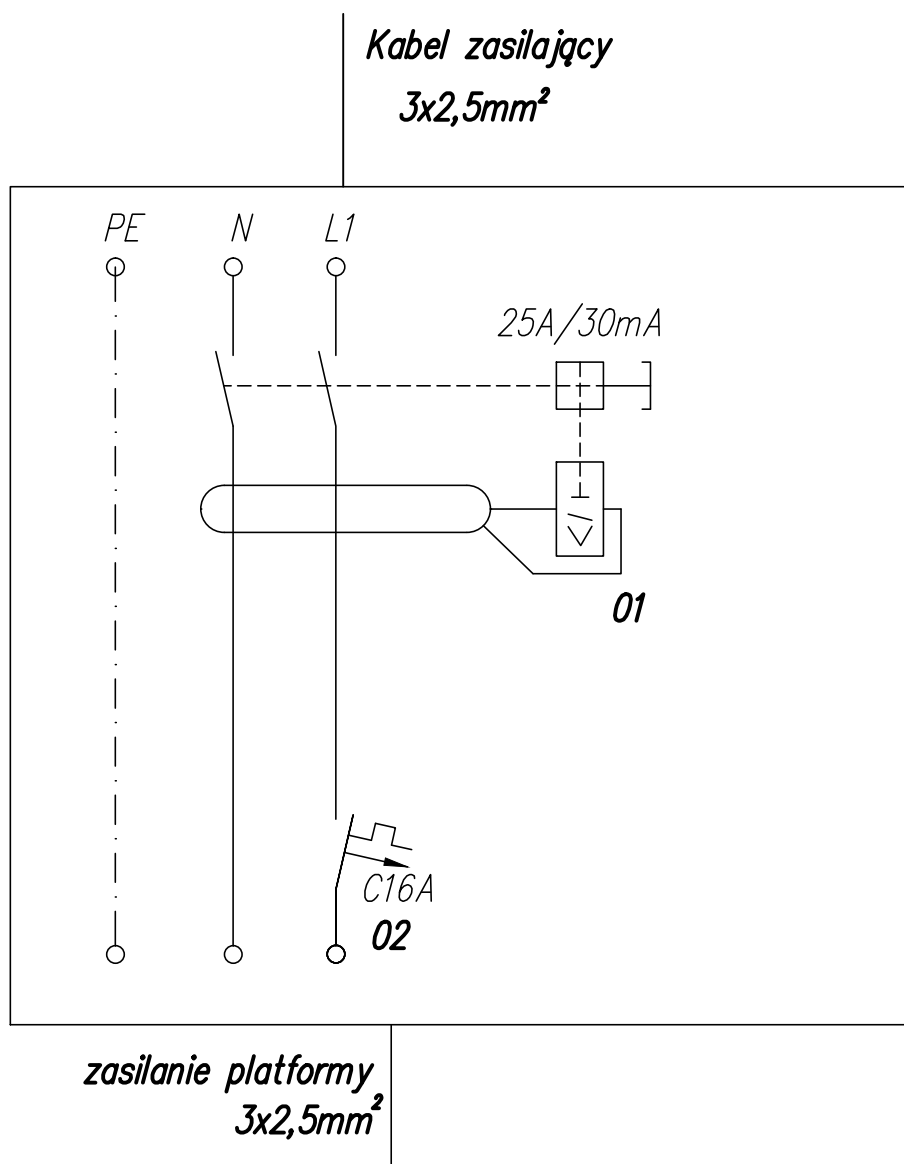 Kabel zasilający
3x2,5mm²
PE N L1
25A/30mA
01
C16A
02
zasilanie platformy
3x2,5mm²